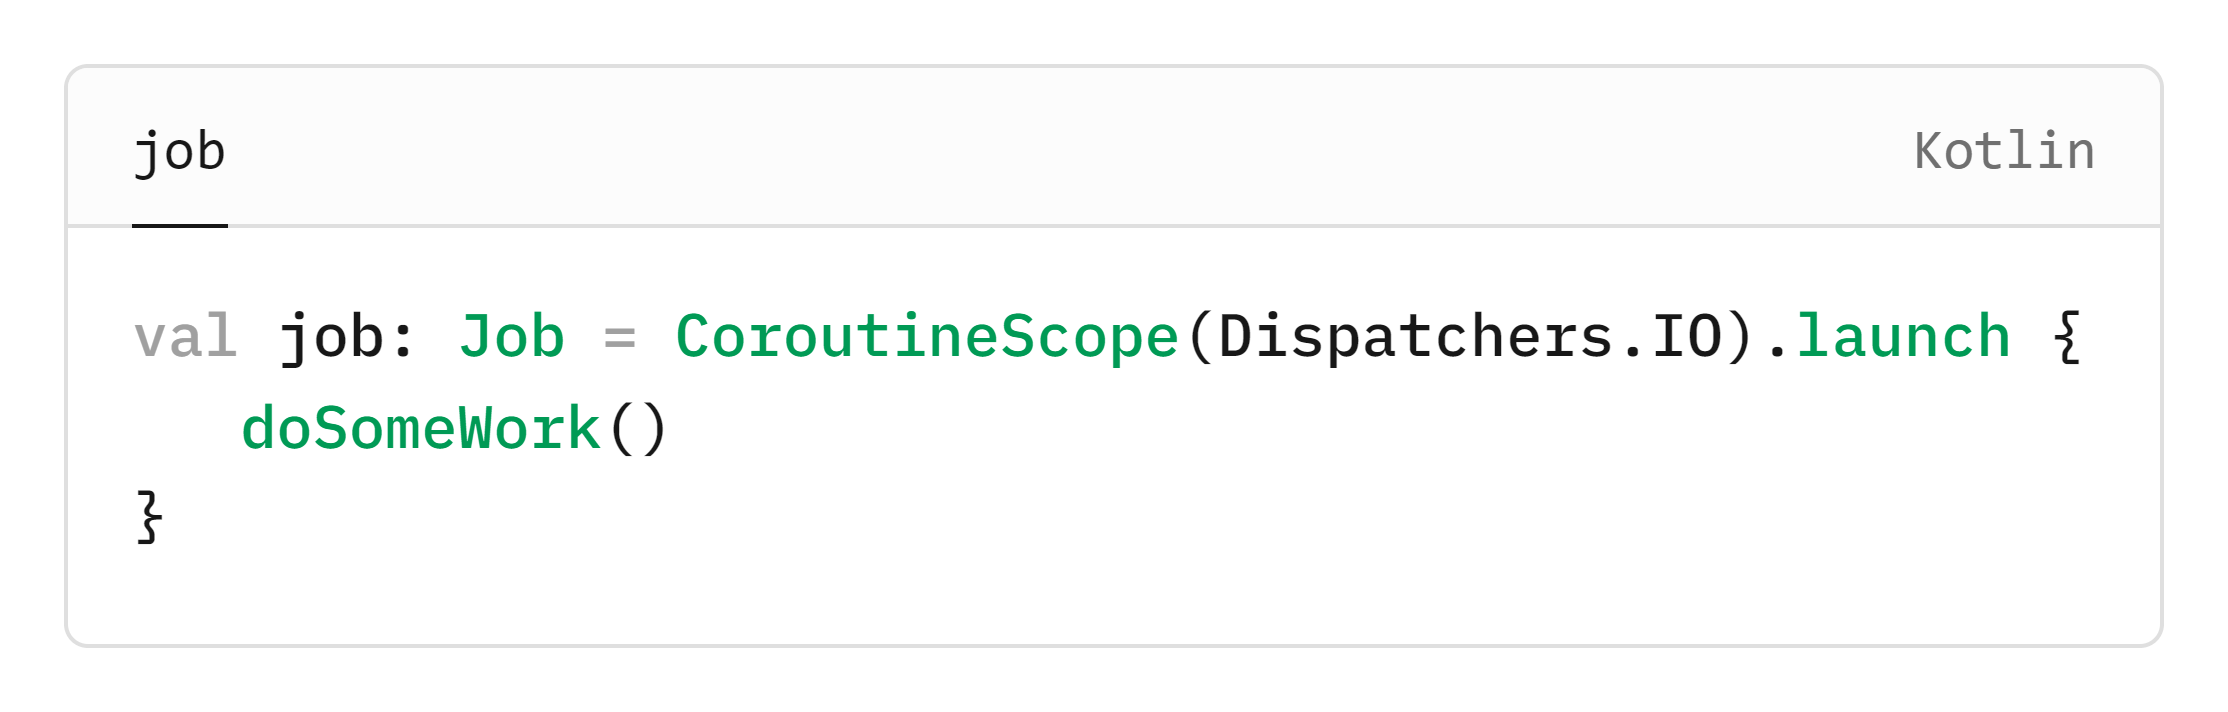 job
Kotlin
val job: Job = CoroutineScope(Dispatchers.IO).launch {
   doSomeWork()
}